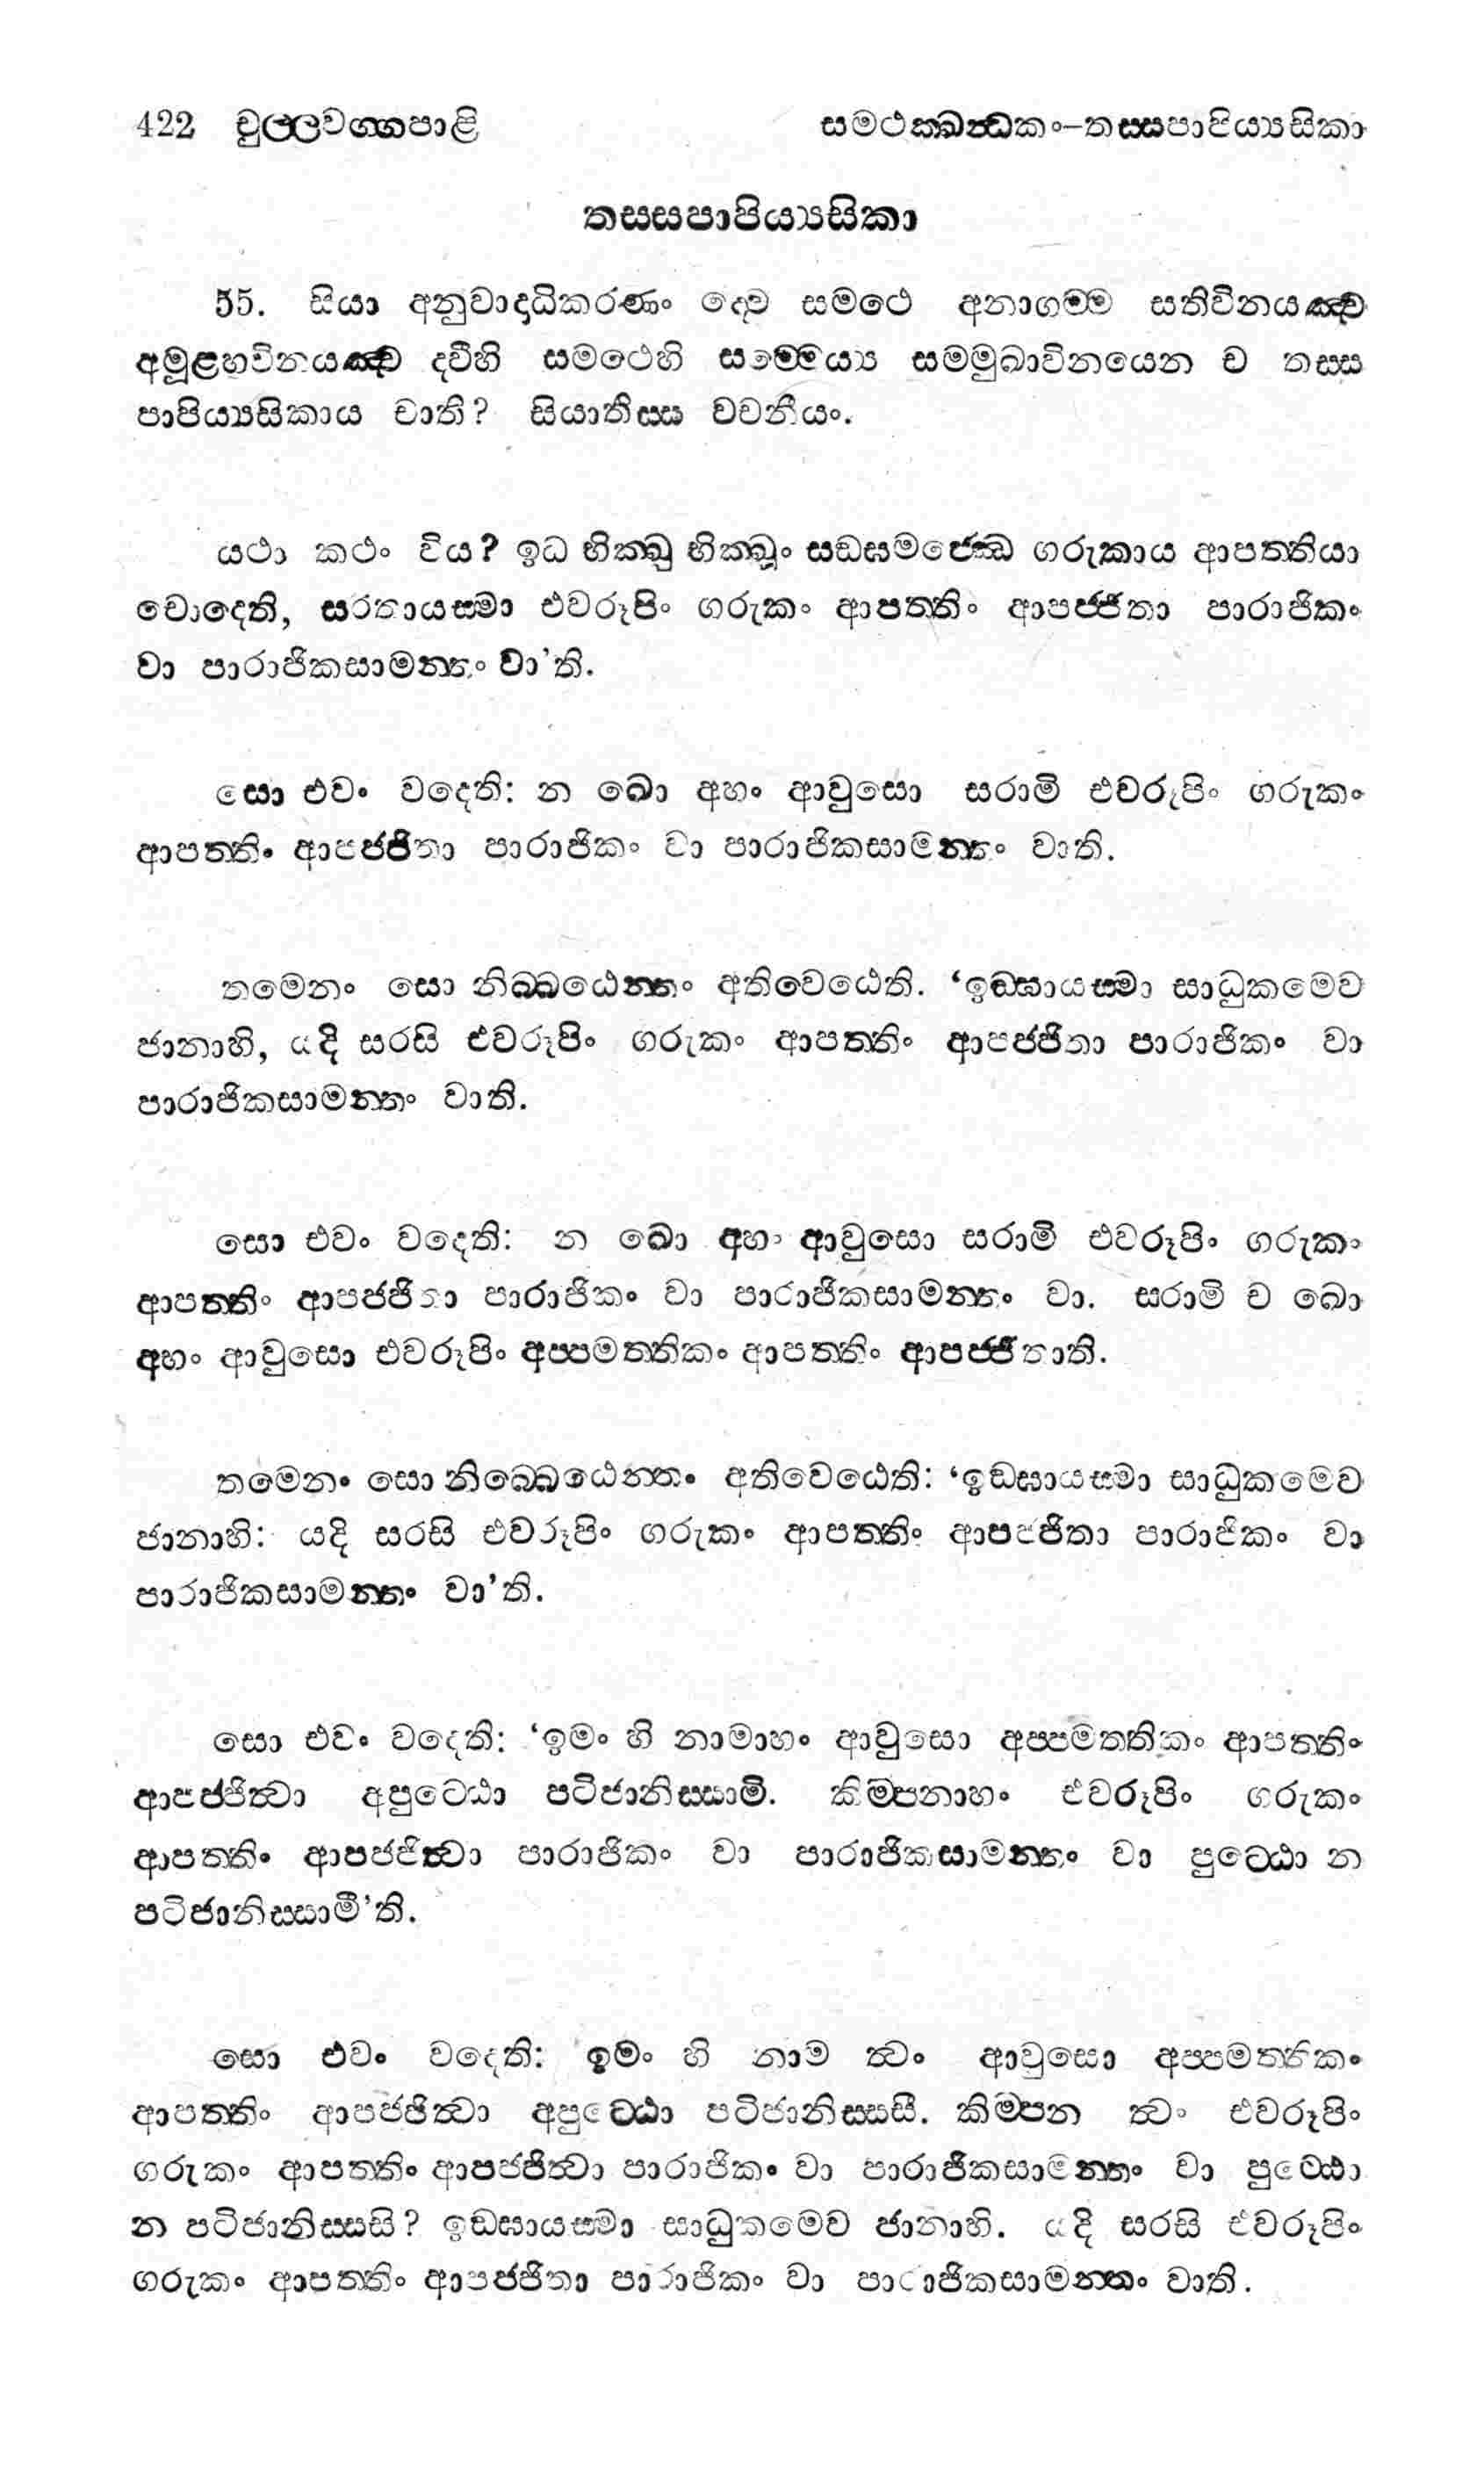 422 චුල්ලවග්ගපාළි සමථක්ඛන්ධකං–තස්සපාපිය්‍යසිකා
තස්සපාපිය්‍යසිකා
55. සියා අනුවාදාධිකරණං ද්වෙ සමථෙ අනාගම්ම සතිවිනයඤ්ච
අමූළ්හවිනයඤ්ච ද්වීහි සමථෙහි සම්මෙය්‍ය සම්මුඛාවිනයෙන ච තස්ස
පාපිය්‍යසිකාය චාති? සියාතිස්ස වචනීයං.
යථා කථං විය? ඉධ භික්ඛු භික්ඛූං සඞ්ඝමජ්ඣෙ ගරුකාය ආපත්තියා
චොදෙති, සරතායස්මා එවරූපිං ගරුකං ආපත්තිං ආපජ්ජිතා පාරාජිකං
වා පාරාජිකසාමන්තං වා'ති.
සො එවං වදෙති: න ඛො අහං ආවුසො සරාමි එවරූපිං ගරුකං
ආපත්තිං ආපජ්ජිතා පාරාජිකං වා පාරාජිකසාමන්තං වාති.
තමෙනං සො නිබ්බඨෙන්තං අතිවෙඨෙති. ‘ඉඞ්ඝායස්මා සාධුකමෙව
ජානාහි, යදි සරසි එවරූපිං ගරුකං ආපත්තිං ආපජ්ජිතා පාරාජිකං වා
පාරාජිකසාමන්තං වාති.
සො එවං වදෙති: න ඛො අහං ආවුසො සරාමි එවරූපිං ගරුකං
ආපත්තිං ආපජ්ජිතා පාරාජිකං වා පාරාජිකසාමන්තං වා. සරාමි ච ඛො
අහං ආවුසො එවරූපිං අප්පමත්තිකං ආපත්තිං ආපජ්ජිතාති.
තමෙනං සො නිබ්බෙඨෙන්තං අතිවෙඨෙති: ‘ඉඞ්ඝායස්මා සාධුකමෙව
ජානාහි: යදි සරසි එවරූපිං ගරුකං ආපත්තිං ආපජ්ජිතා පාරාජිකං වා
පාරාජිකසාමන්තං වා'ති.
සො එවං වදෙති: ‘ඉමං හි නාමාහං ආවුසො අප්පමත්තිකං ආපත්තිං
ආපජ්ජිත්වා අපුට්ඨො පටිජානිස්සාමි. කිම්පනාහං එවරූපිං ගරුකං
ආපත්තිං ආපජ්ජිත්වා පාරාජිකං වා පාරාජිකසාමන්තං වා පුට්ඨො න
පටිජානිස්සාමී'ති.
සො එවං වදෙති: ‘ඉමං හි නාම ත්වං ආවුසො අප්පමත්තිකං
ආපත්තිං ආපජ්ජිත්වා අපුට්ඨො පටිජානිස්සසී. කිම්පන ත්වං එවරූපිං
ගරුකං ආපත්තිං ආපජ්ජිත්වා පාරාජිකං වා පාරාජිකසාමන්තං වා පුට්ඨො
න පටිජානිස්සසි? ඉඞ්ඝායස්මා සාධුකමෙව ජානාහි. යදි සරසි එවරූපිං
ගරුකං ආපත්තිං ආපජ්ජිතා පාරාජිකං වා පාරාජිකසාමන්තං වාති.